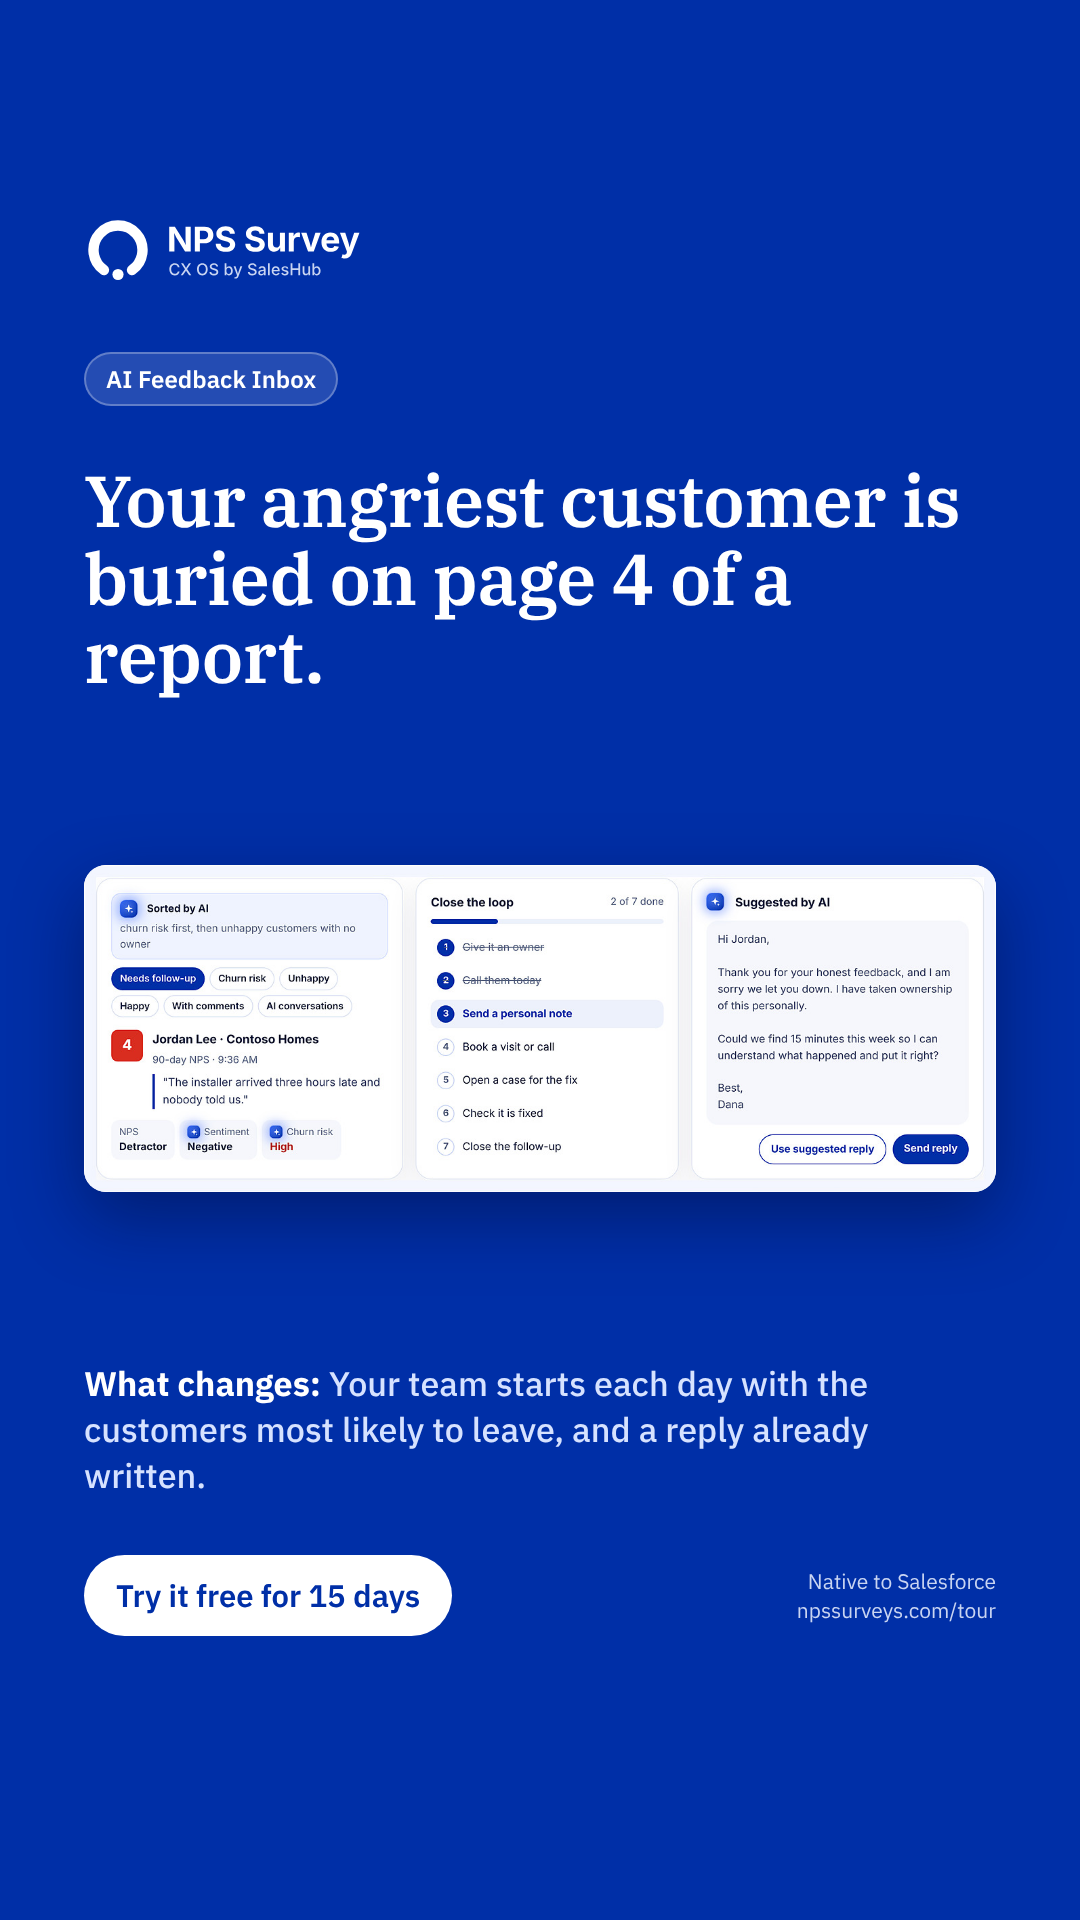 NPS Survey
CX OS by SalesHub
AI Feedback Inbox
Your angriest customer is
buried on page 4 of a
report.
Sorted by AI
churn risk first, then unhappy customers with no
owner
Needs follow-up
Churn risk
Unhappy
Happy
With comments
AI conversations
4
Jordan Lee · Contoso Homes
90-day NPS · 9:36 AM
"The installer arrived three hours late and
nobody told us."
NPS
Detractor
Sentiment
Negative
Churn risk
High
Close the loop
2 of 7 done
1 Give it an owner
2 Call them today
3 Send a personal note
4 Book a visit or call
5 Open a case for the fix
6 Check it is fixed
7 Close the follow-up
Suggested by AI
Hi Jordan,
Thank you for your honest feedback, and I am
sorry we let you down. I have taken ownership
of this personally.
Could we find 15 minutes this week so I can
understand what happened and put it right?
Best,
Dana
Use suggested reply
Send reply
What changes: Your team starts each day with the
customers most likely to leave, and a reply already
written.
Try it free for 15 days
Native to Salesforce
npssurveys.com/tour